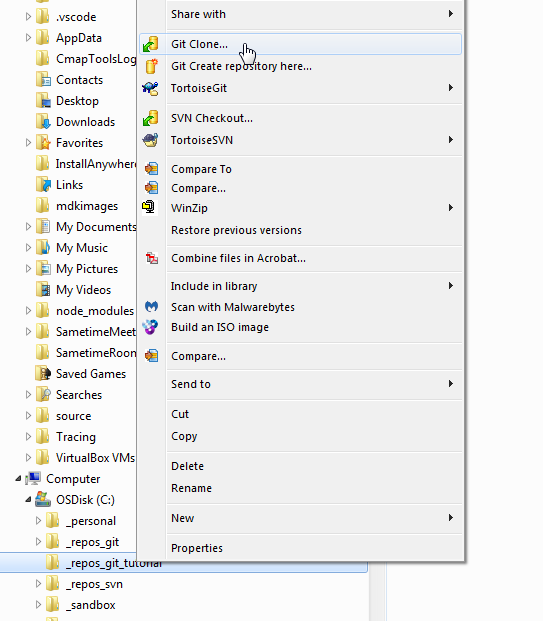 .vscode
AppData
CmapToolsLog
Contacts
Desktop
Downloads
Favorites
InstallAnywhere
Links
mdkimages
My Documents
My Music
My Pictures
My Videos
node_modules
SametimeMeet
SametimeRoom
Saved Games
Searches
source
Tracing
VirtualBox VMs
Computer
OSDisk (C:)
_personal
_repos_git
_repos_git_tutorial
_repos_svn
_sandbox
Share with
Git Clone...
Git Create repository here...
TortoiseGit
SVN Checkout...
TortoiseSVN
Compare To
Compare...
WinZip
Restore previous versions
Combine files in Acrobat...
Include in library
Scan with Malwarebytes
Build an ISO image
Compare...
Send to
Cut
Copy
Delete
Rename
New
Properties